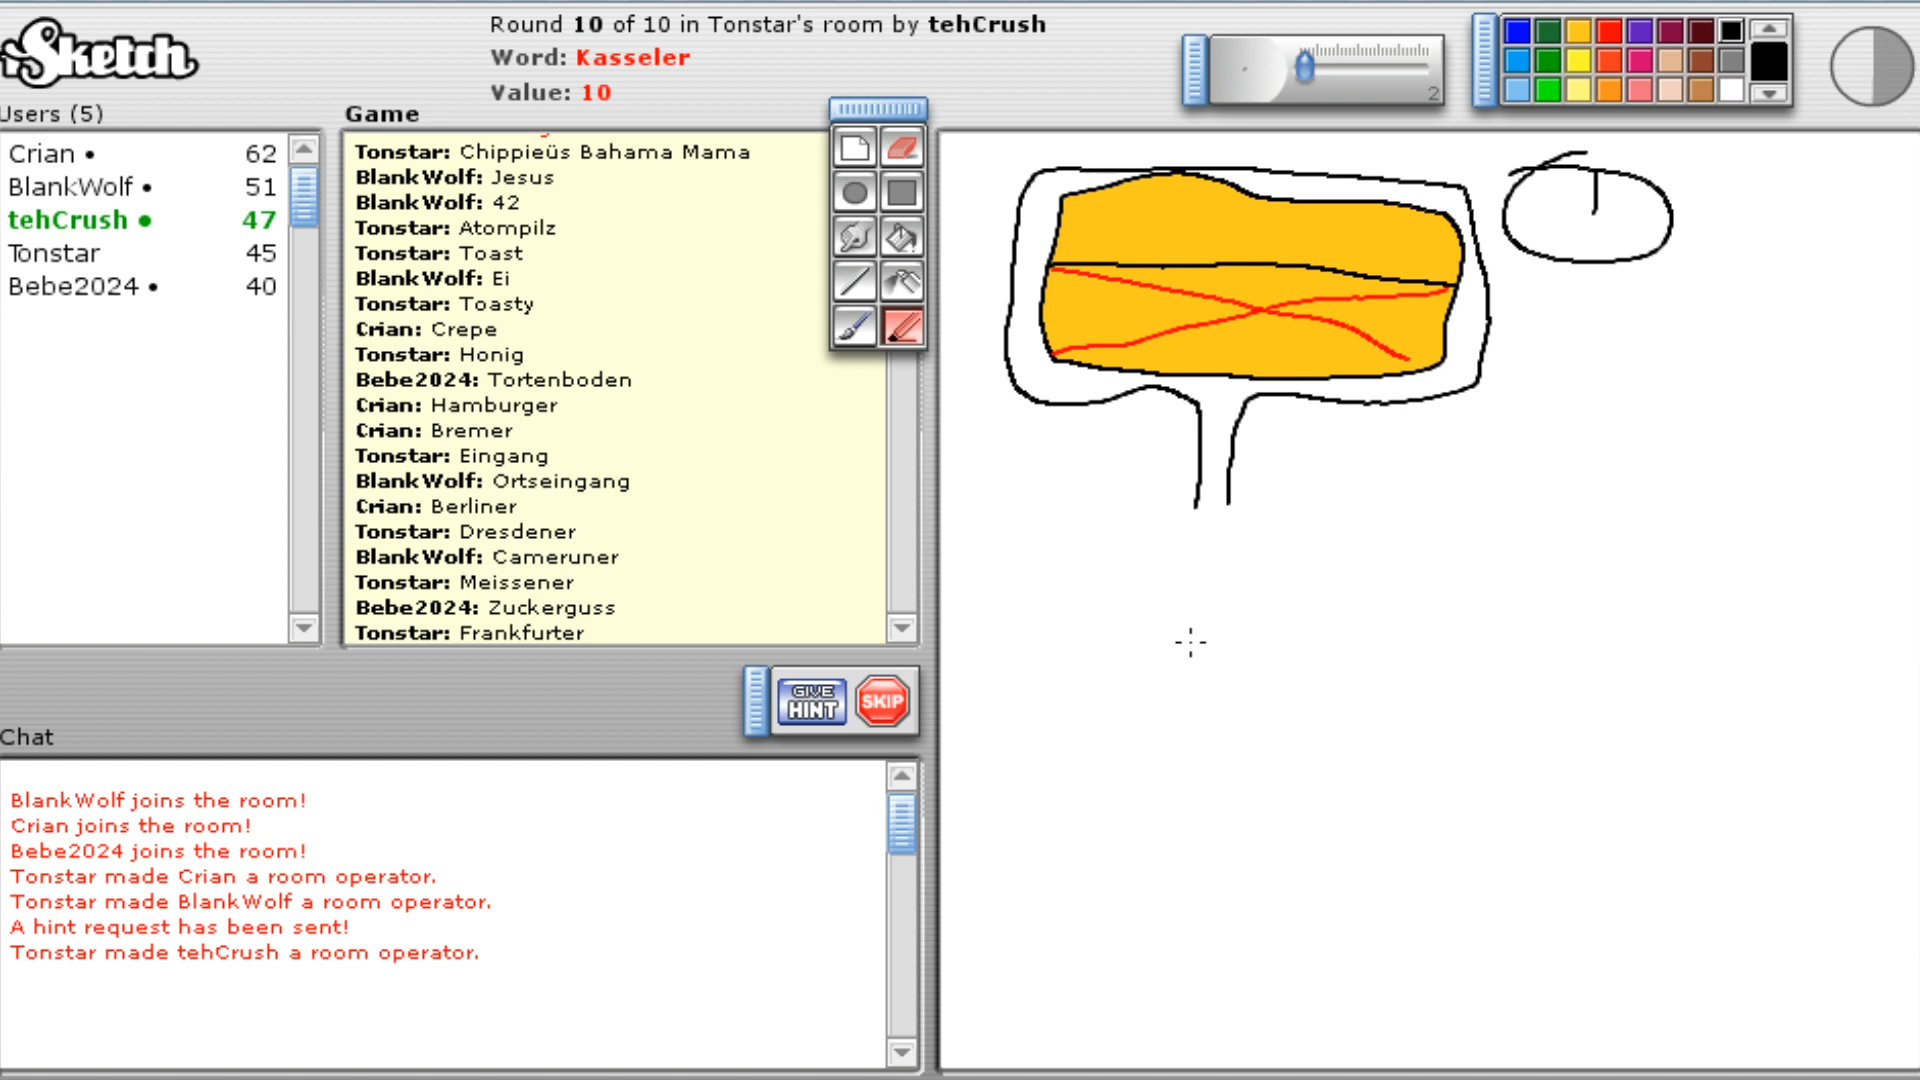 iSketch
Round 10 of 10 in Tonstar's room by tehCrush
Word: Kasseler
Value: 10
2
Users (5)
Crian • 62
BlankWolf • 51
tehCrush • 47
Tonstar 45
Bebe2024 • 40
Game
Tonstar: Chippieüs Bahama Mama
BlankWolf: Jesus
BlankWolf: 42
Tonstar: Atompilz
Tonstar: Toast
BlankWolf: Ei
Tonstar: Toasty
Crian: Crepe
Tonstar: Honig
Bebe2024: Tortenboden
Crian: Hamburger
Crian: Bremer
Tonstar: Eingang
BlankWolf: Ortseingang
Crian: Berliner
Tonstar: Dresdener
BlankWolf: Cameruner
Tonstar: Meissener
Bebe2024: Zuckerguss
Tonstar: Frankfurter
GIVE
HINT
SKIP
Chat
BlankWolf joins the room!
Crian joins the room!
Bebe2024 joins the room!
Tonstar made Crian a room operator.
Tonstar made BlankWolf a room operator.
A hint request has been sent!
Tonstar made tehCrush a room operator.